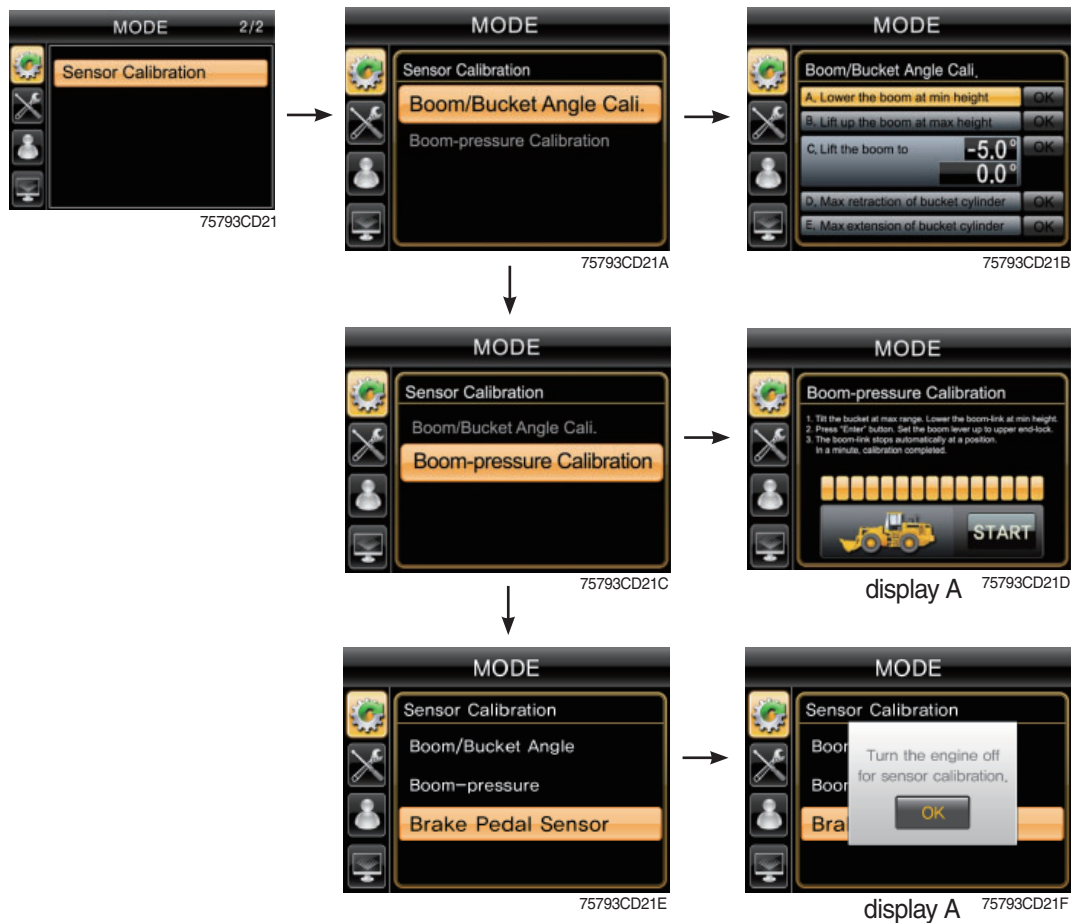 MODE 2/2
Sensor Calibration
75793CD21
MODE
Sensor Calibration
Boom/Bucket Angle Cali.
Boom-pressure Calibration
75793CD21A
MODE
Boom/Bucket Angle Cali.
A. Lower the boom at min height OK
B. Lift up the boom at max height OK
C. Lift the boom to -5.0° OK
0.0°
D. Max retraction of bucket cylinder OK
E. Max extension of bucket cylinder OK
75793CD21B
MODE
Sensor Calibration
Boom/Bucket Angle Cali.
Boom-pressure Calibration
75793CD21C
MODE
Boom-pressure Calibration
1. Tilt the bucket at max range. Lower the boom-link at min height.
2. Press "Enter" button. Set the boom lever up to upper end-lock.
3. The boom-link stops automatically at a position.
In a minute, calibration completed.
START
display A 75793CD21D
MODE
Sensor Calibration
Boom/Bucket Angle
Boom-pressure
Brake Pedal Sensor
75793CD21E
MODE
Sensor Calibration
Boor
Boor
Bral
Turn the engine off
for sensor calibration.
OK
display A 75793CD21F